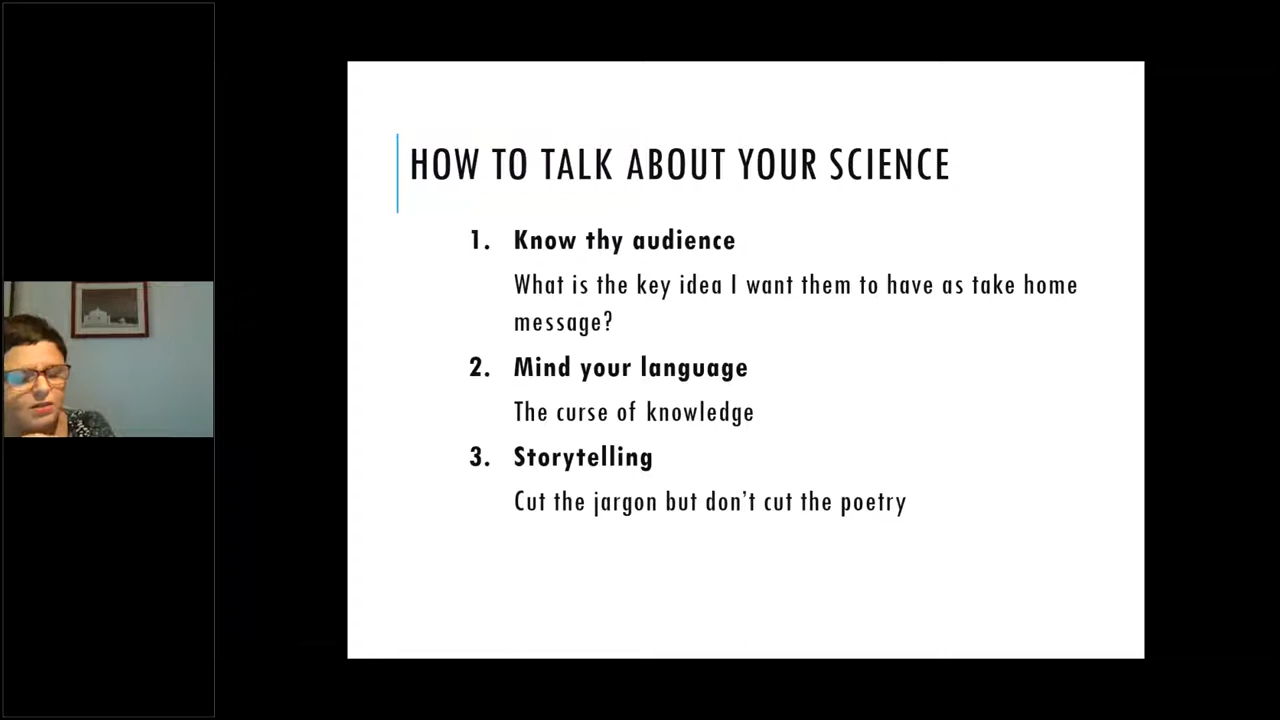 HOW TO TALK ABOUT YOUR SCIENCE
1. Know thy audience
What is the key idea I want them to have as take home
message?
2. Mind your language
The curse of knowledge
3. Storytelling
Cut the jargon but don’t cut the poetry